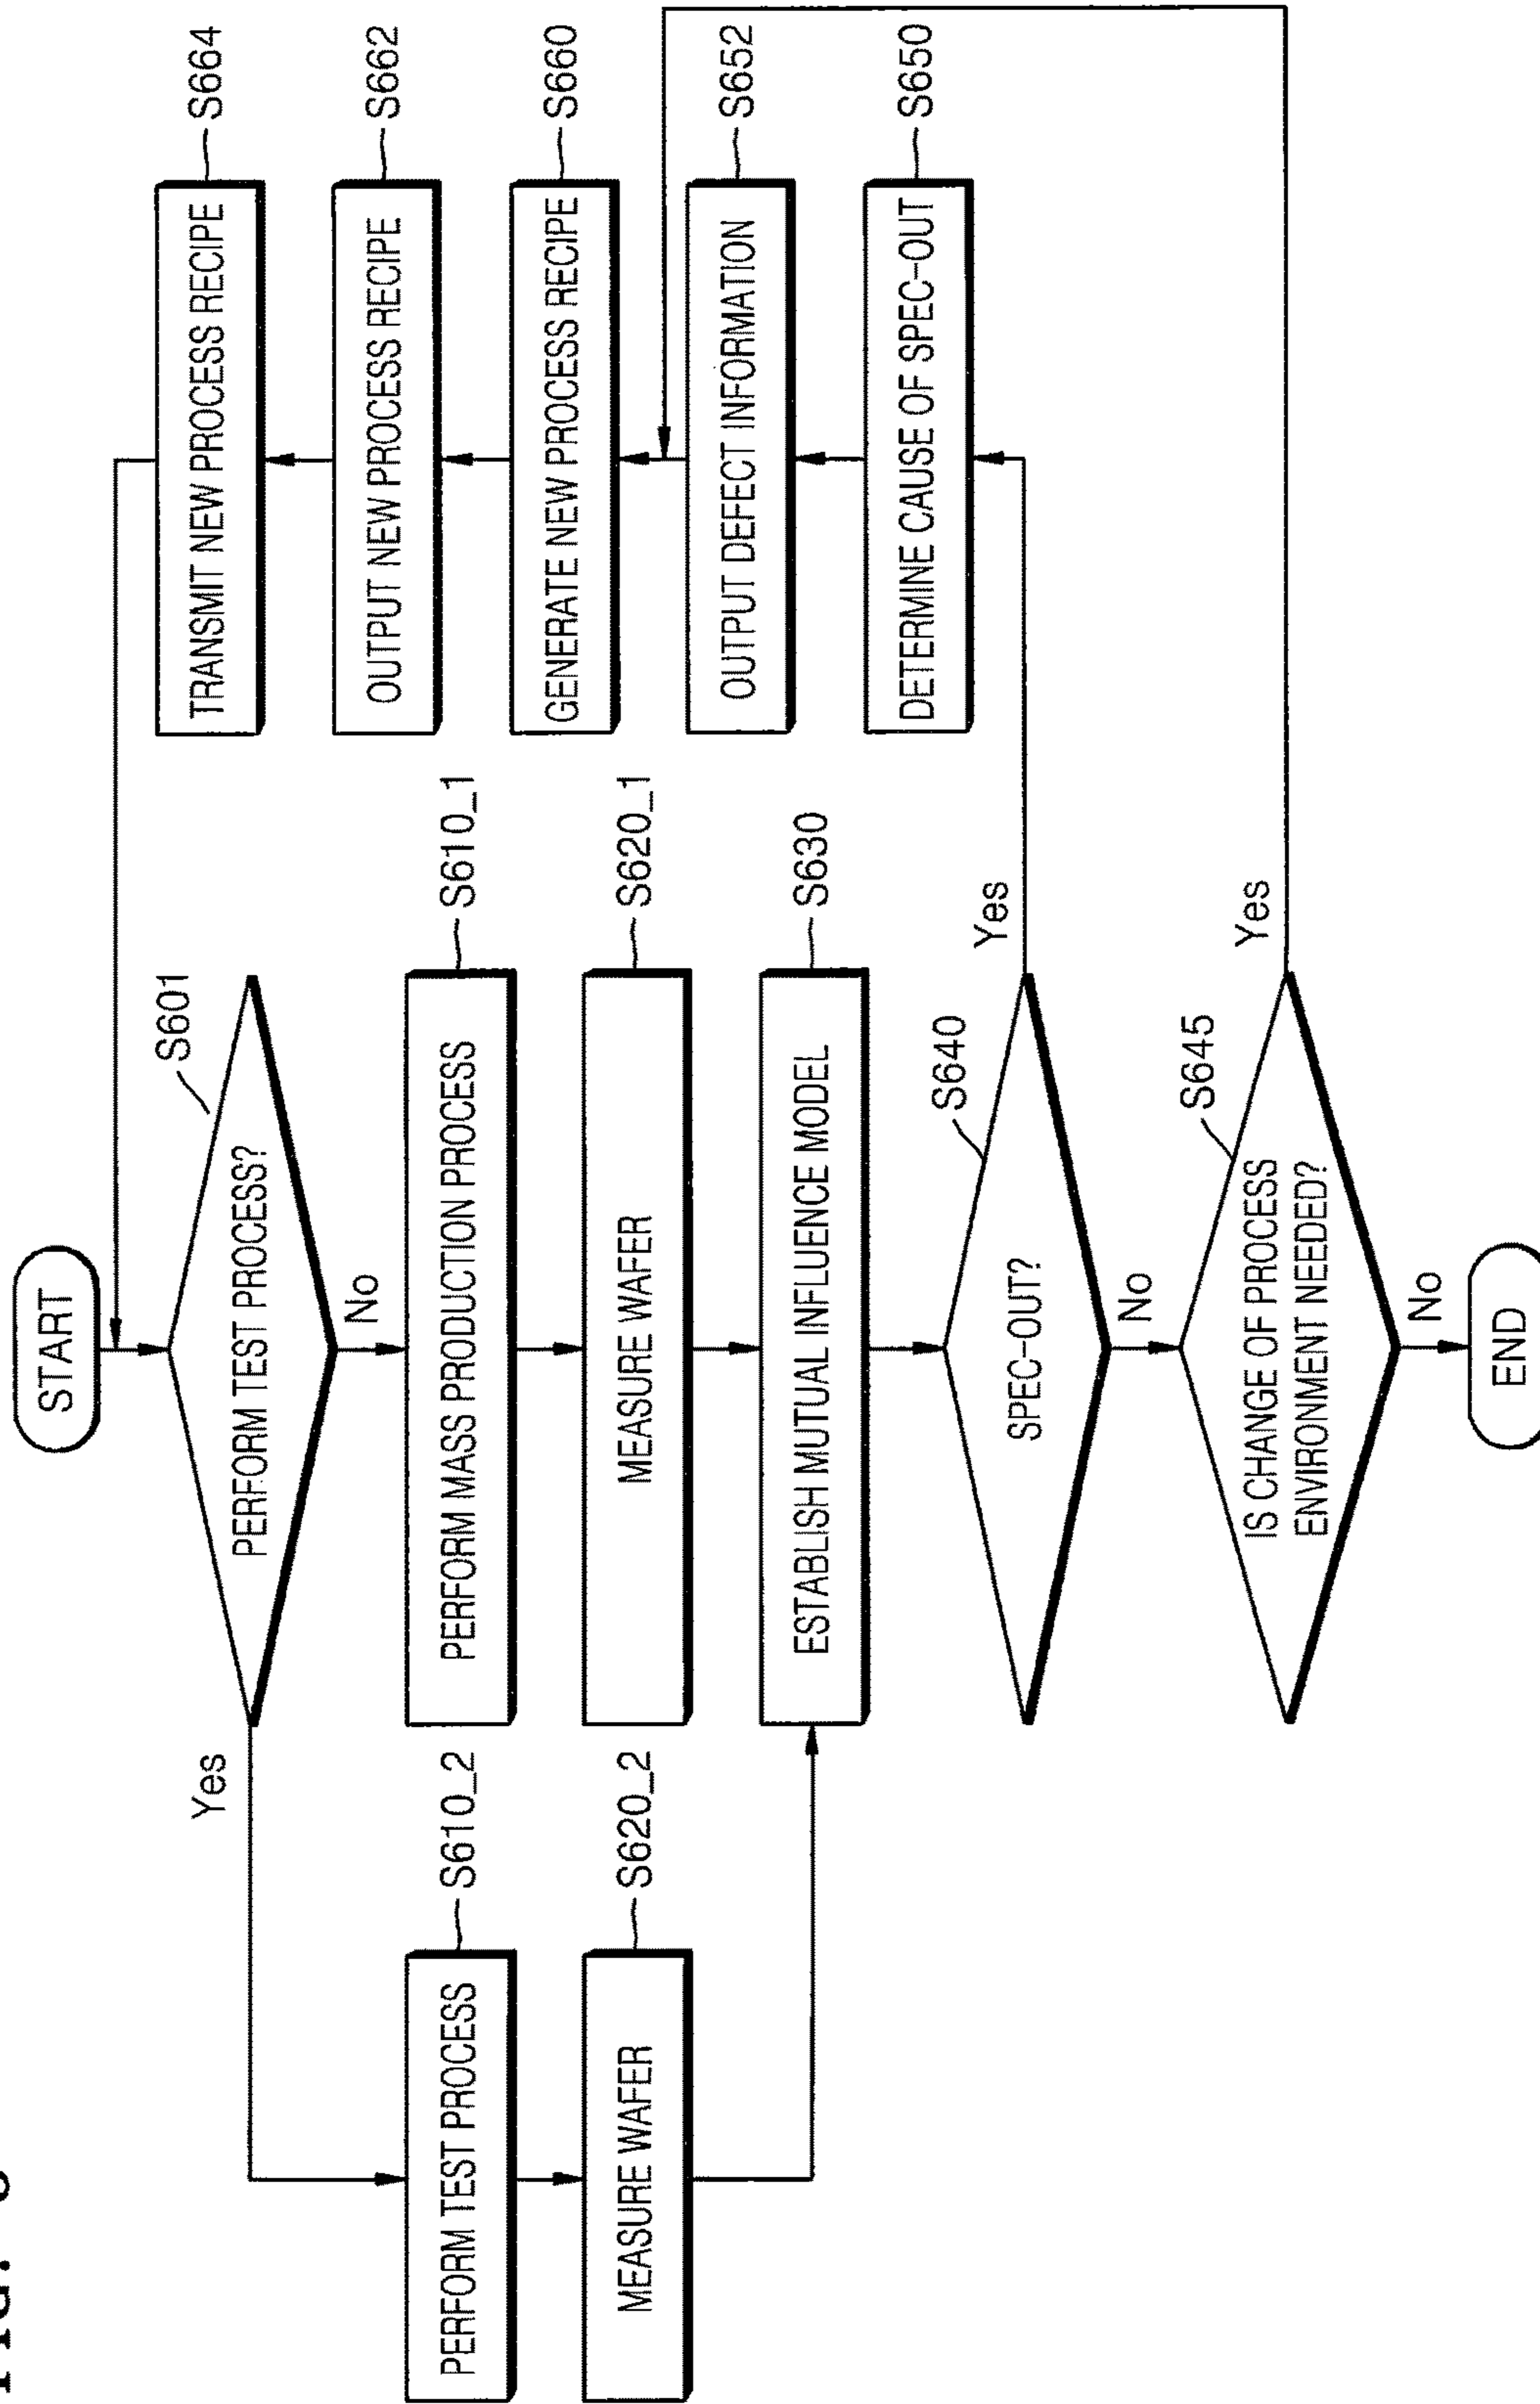 START
S601
PERFORM TEST PROCESS?
Yes
No
PERFORM TEST PROCESS
S610_2
PERFORM MASS PRODUCTION PROCESS
S610_1
MEASURE WAFER
S620_2
MEASURE WAFER
S620_1
ESTABLISH MUTUAL INFLUENCE MODEL
S630
S640
SPEC-OUT?
Yes
No
S645
IS CHANGE OF PROCESS
ENVIRONMENT NEEDED?
Yes
No
END
TRANSMIT NEW PROCESS RECIPE
S664
OUTPUT NEW PROCESS RECIPE
S662
GENERATE NEW PROCESS RECIPE
S660
OUTPUT DEFECT INFORMATION
S652
DETERMINE CAUSE OF SPEC-OUT
S650